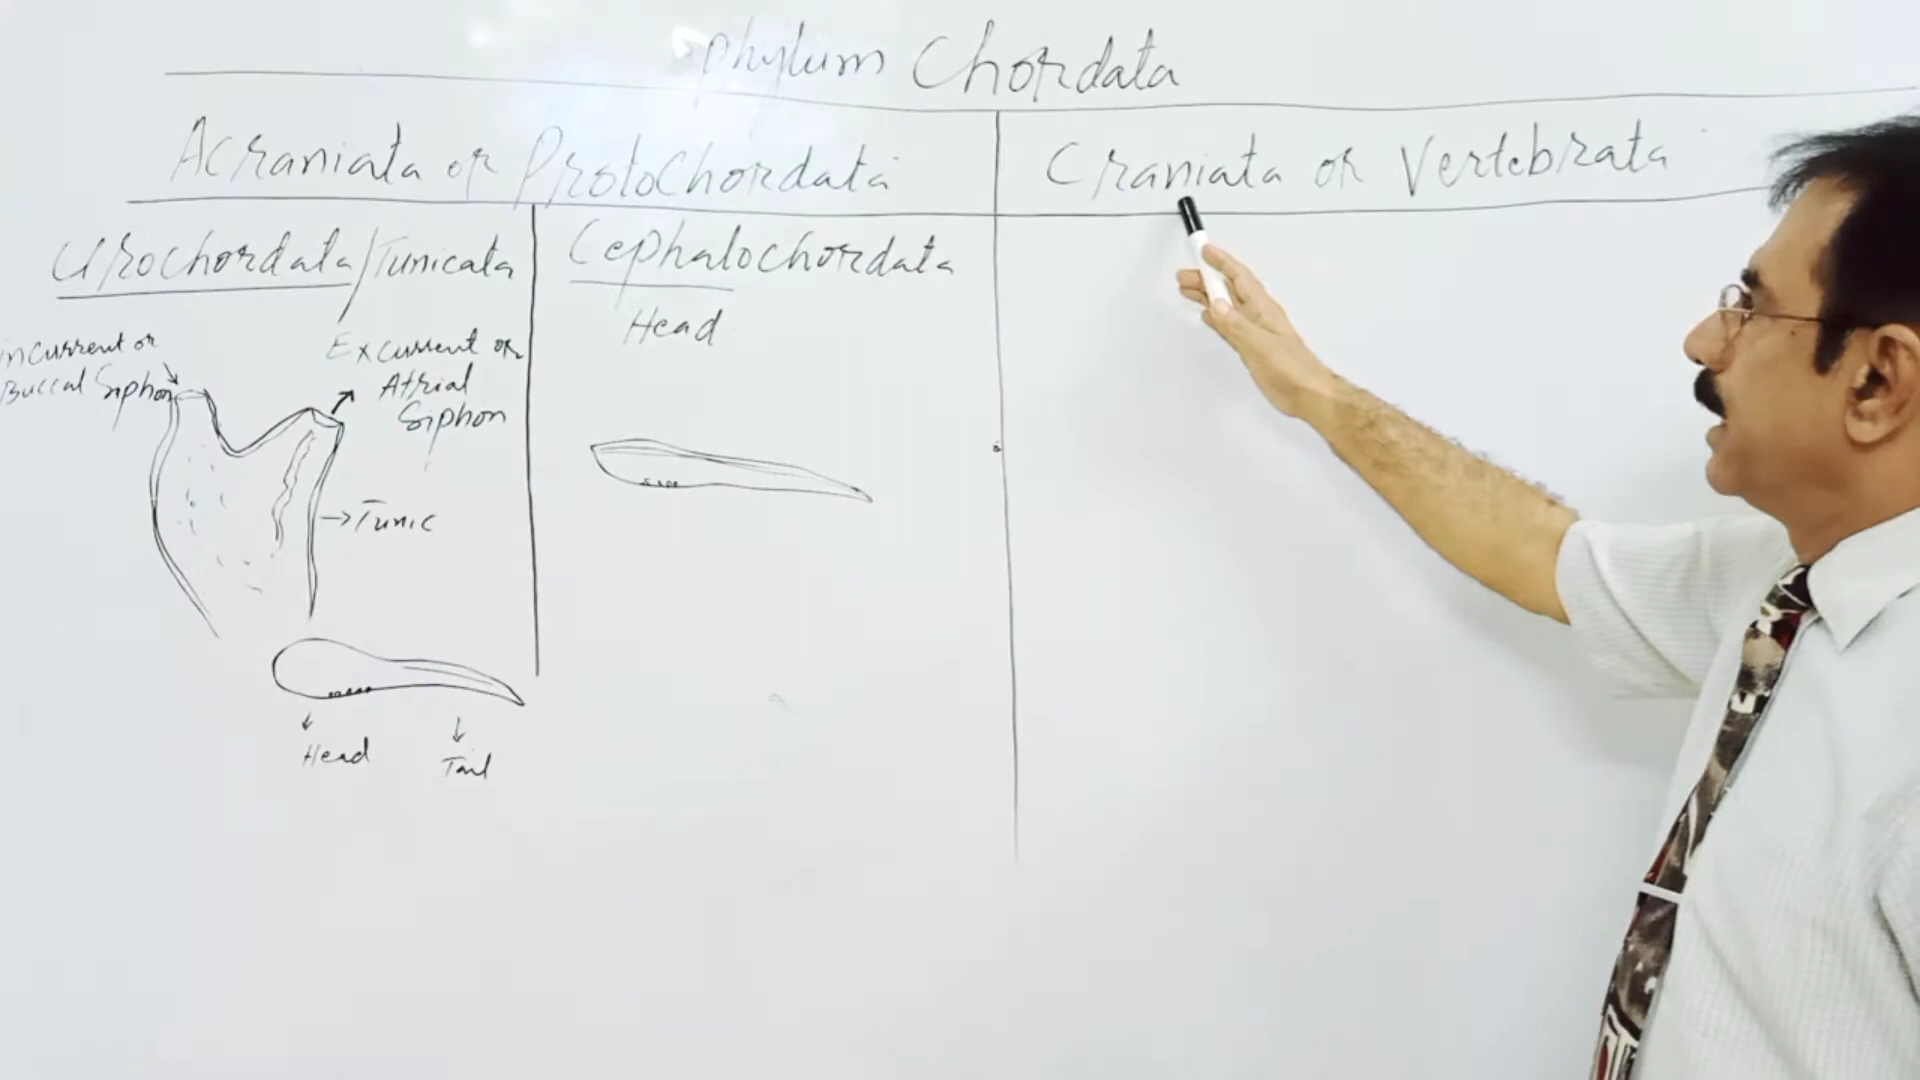 Phylum Chordata
Acraniata or Protochordata
Craniata or Vertebrata
Urochordata/Tunicata
Cephalochordata
Head
incurrent or
Buccal Siphon
Excurrent or
Atrial
Siphon
Tunic
Head
Tail